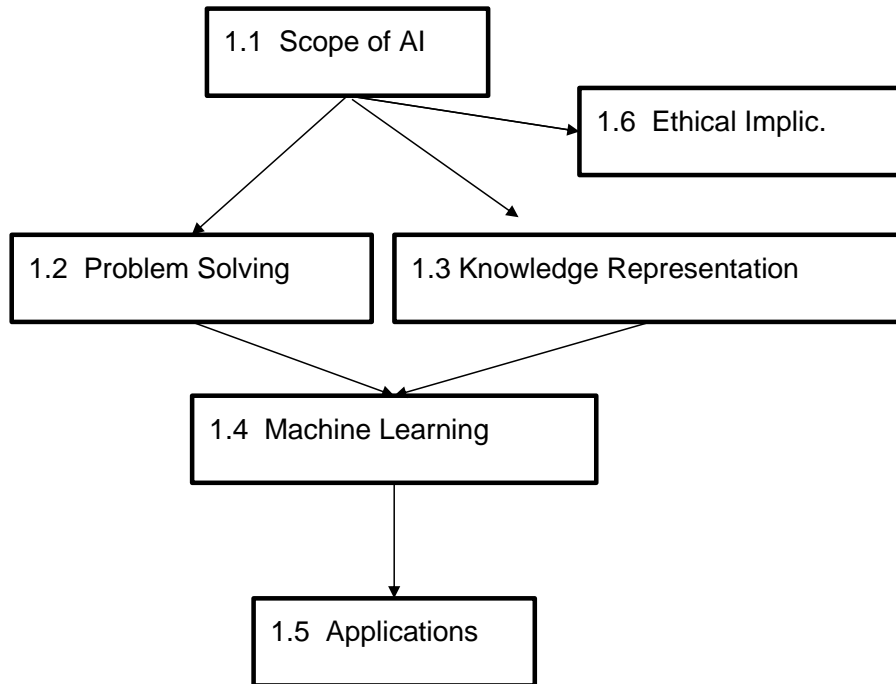 1.1  Scope of AI
1.6  Ethical Implic.
1.2  Problem Solving
1.3 Knowledge Representation
1.4  Machine Learning
1.5  Applications